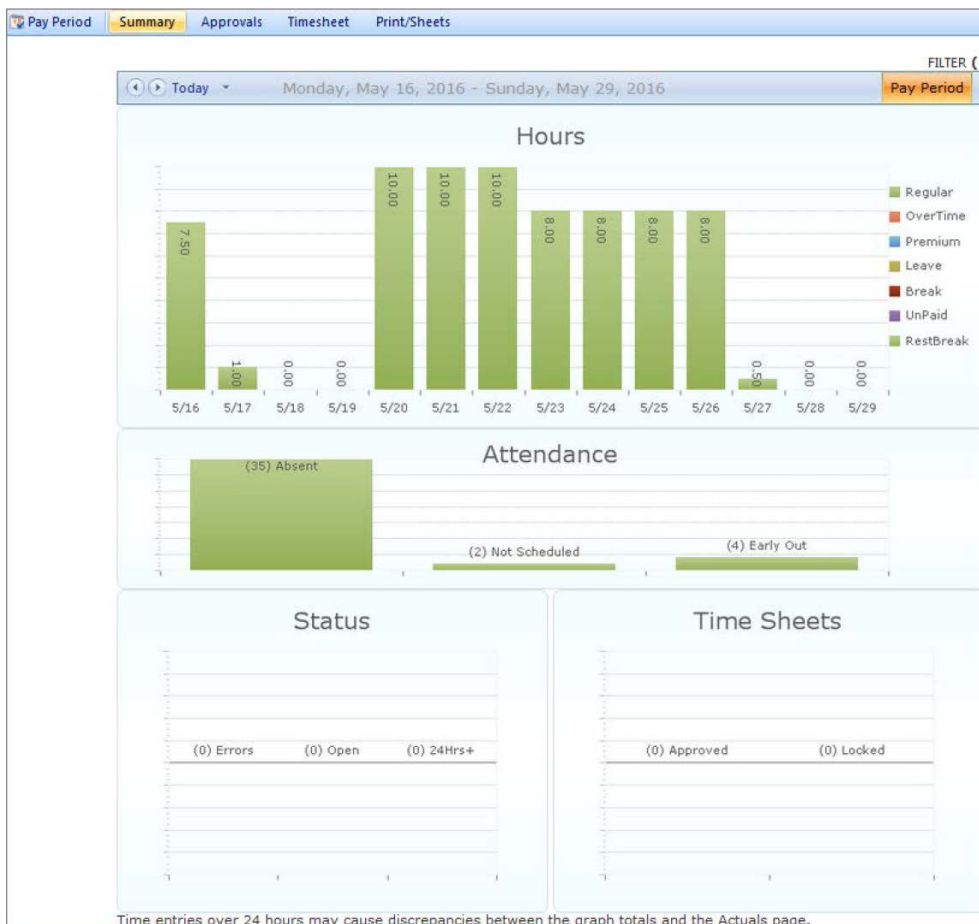 Pay Period Summary Approvals Timesheet Print/Sheets
FILTER (
Today Monday, May 16, 2016 - Sunday, May 29, 2016 Pay Period
Hours
7.50 1.00 0.00 0.00 10.00 10.00 10.00 8.00 8.00 8.00 8.00 0.50 0.00 0.00
Regular
OverTime
Premium
Leave
Break
UnPaid
RestBreak
5/16 5/17 5/18 5/19 5/20 5/21 5/22 5/23 5/24 5/25 5/26 5/27 5/28 5/29
Attendance
(35) Absent
(2) Not Scheduled
(4) Early Out
Status
(0) Errors (0) Open (0) 24Hrs+
Time Sheets
(0) Approved (0) Locked
Time entries over 24 hours may cause discrepancies between the graph totals and the Actuals page.